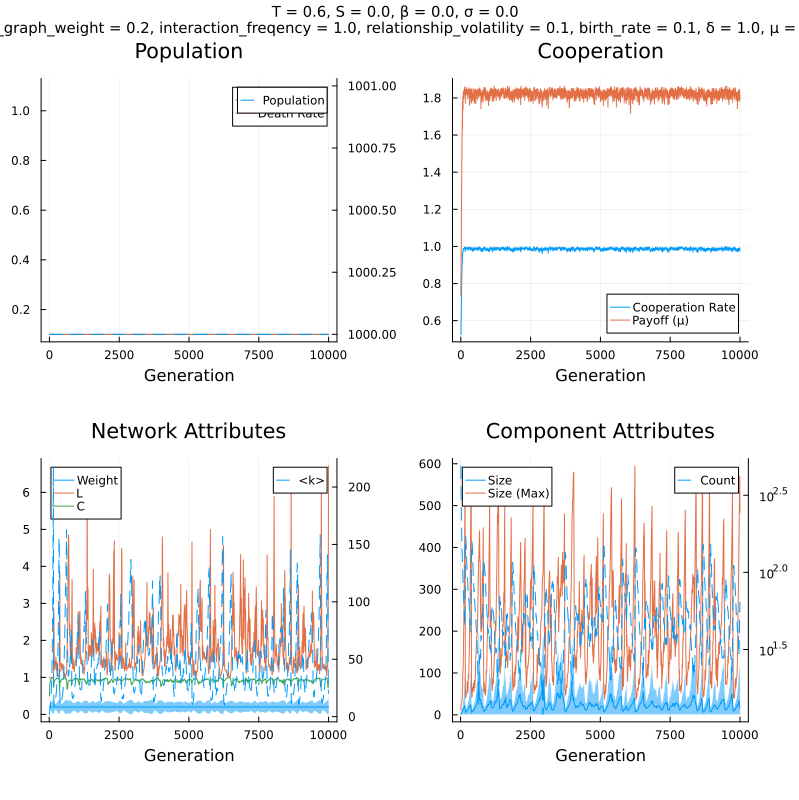 T = 0.6, S = 0.0, β = 0.0, σ = 0.0
_graph_weight = 0.2, interaction_freqency = 1.0, relationship_volatility = 0.1, birth_rate = 0.1, δ = 1.0, μ =
Population
1.0
0.8
0.6
0.4
0.2
1001.00
1000.75
1000.50
1000.25
1000.00
Population
Death Rate
0
2500
5000
7500
10000
Generation
Cooperation
1.8
1.6
1.4
1.2
1.0
0.8
0.6
Cooperation Rate
Payoff (μ)
0
2500
5000
7500
10000
Generation
Network Attributes
6
5
4
3
2
1
0
Weight
L
C
<k>
200
150
100
50
0
0
2500
5000
7500
10000
Generation
Component Attributes
600
500
400
300
200
100
0
Size
Size (Max)
Count
10^2.5
10^2.0
10^1.5
0
2500
5000
7500
10000
Generation